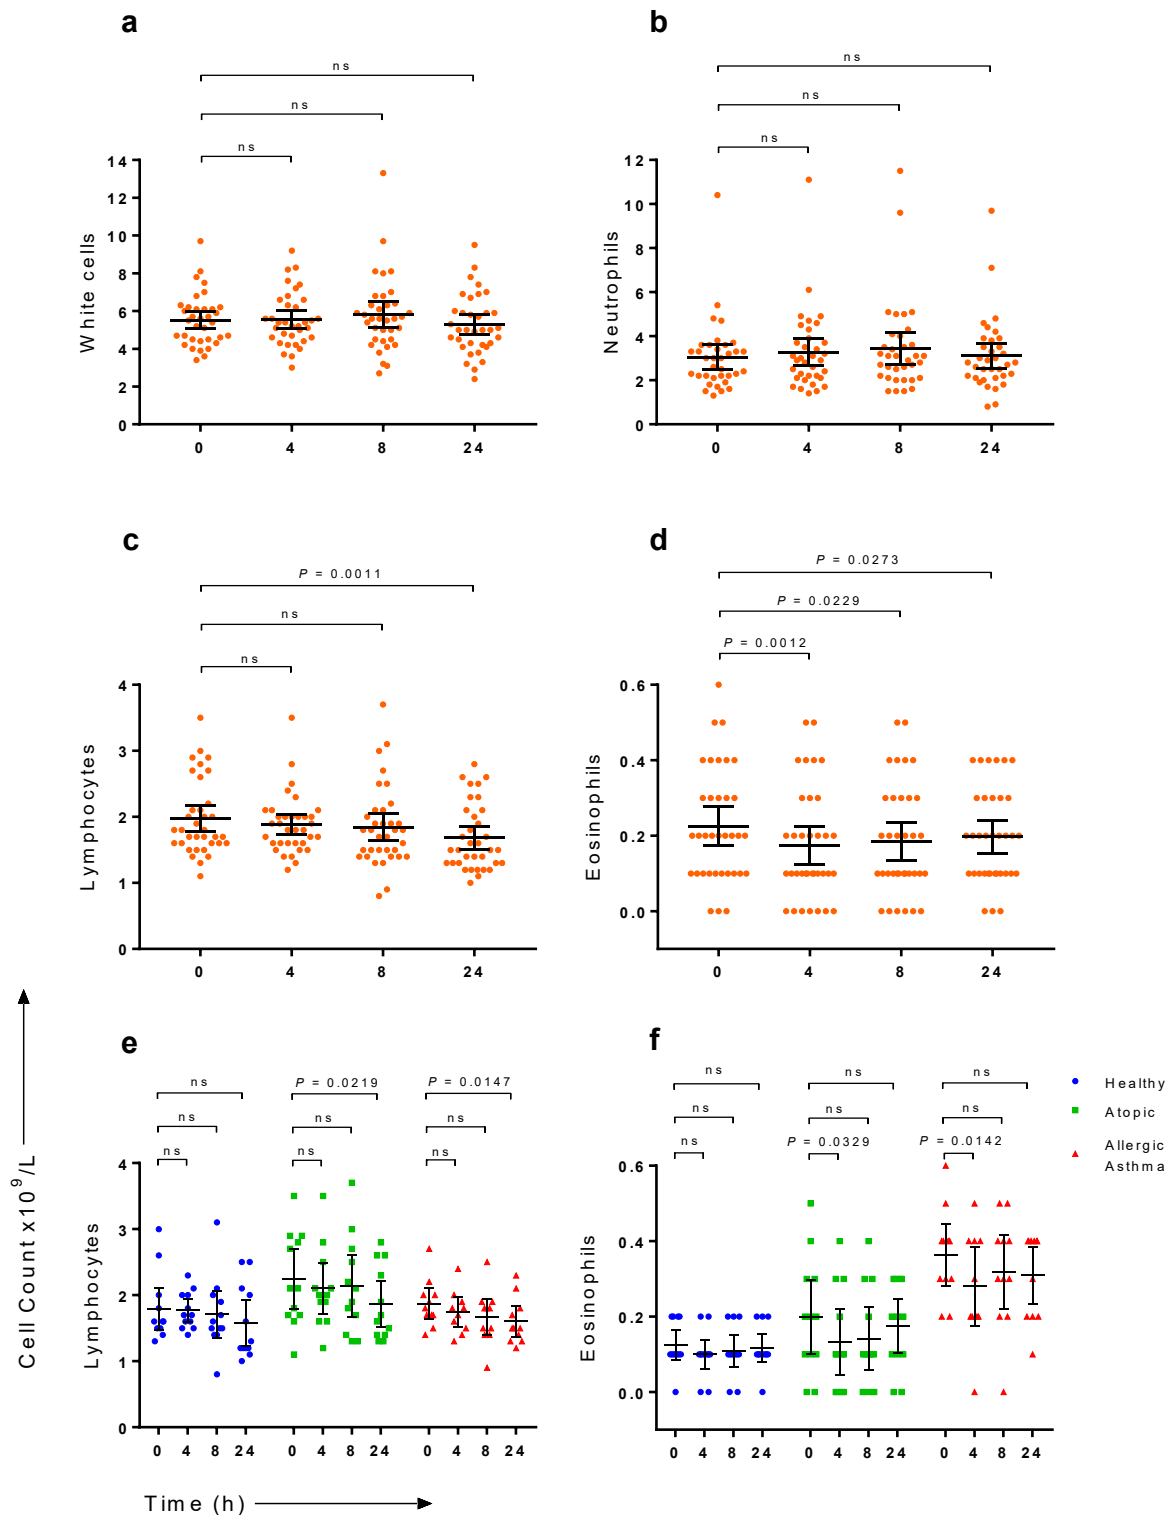 a
b
ns
ns
ns
ns
ns
ns
White cells
14
12
10
8
6
4
2
0
0 4 8 24
Neutrophils
12
10
8
6
4
2
0
0 4 8 24
c
d
P = 0.0011
ns
ns
P = 0.0273
P = 0.0229
P = 0.0012
Lymphocytes
4
3
2
1
0
0 4 8 24
Eosinophils
0.6
0.4
0.2
0.0
0 4 8 24
e
f
ns
ns
ns
P = 0.0219
ns
ns
P = 0.0147
ns
ns
Lymphocytes
4
3
2
1
0
0 4 8 24 0 4 8 24 0 4 8 24
ns
ns
ns
ns
ns
P = 0.0329
ns
ns
P = 0.0142
Eosinophils
0.6
0.4
0.2
0.0
0 4 8 24 0 4 8 24 0 4 8 24
Healthy
Atopic
Allergic
Asthma
Cell Count x10⁹/L
Time (h)